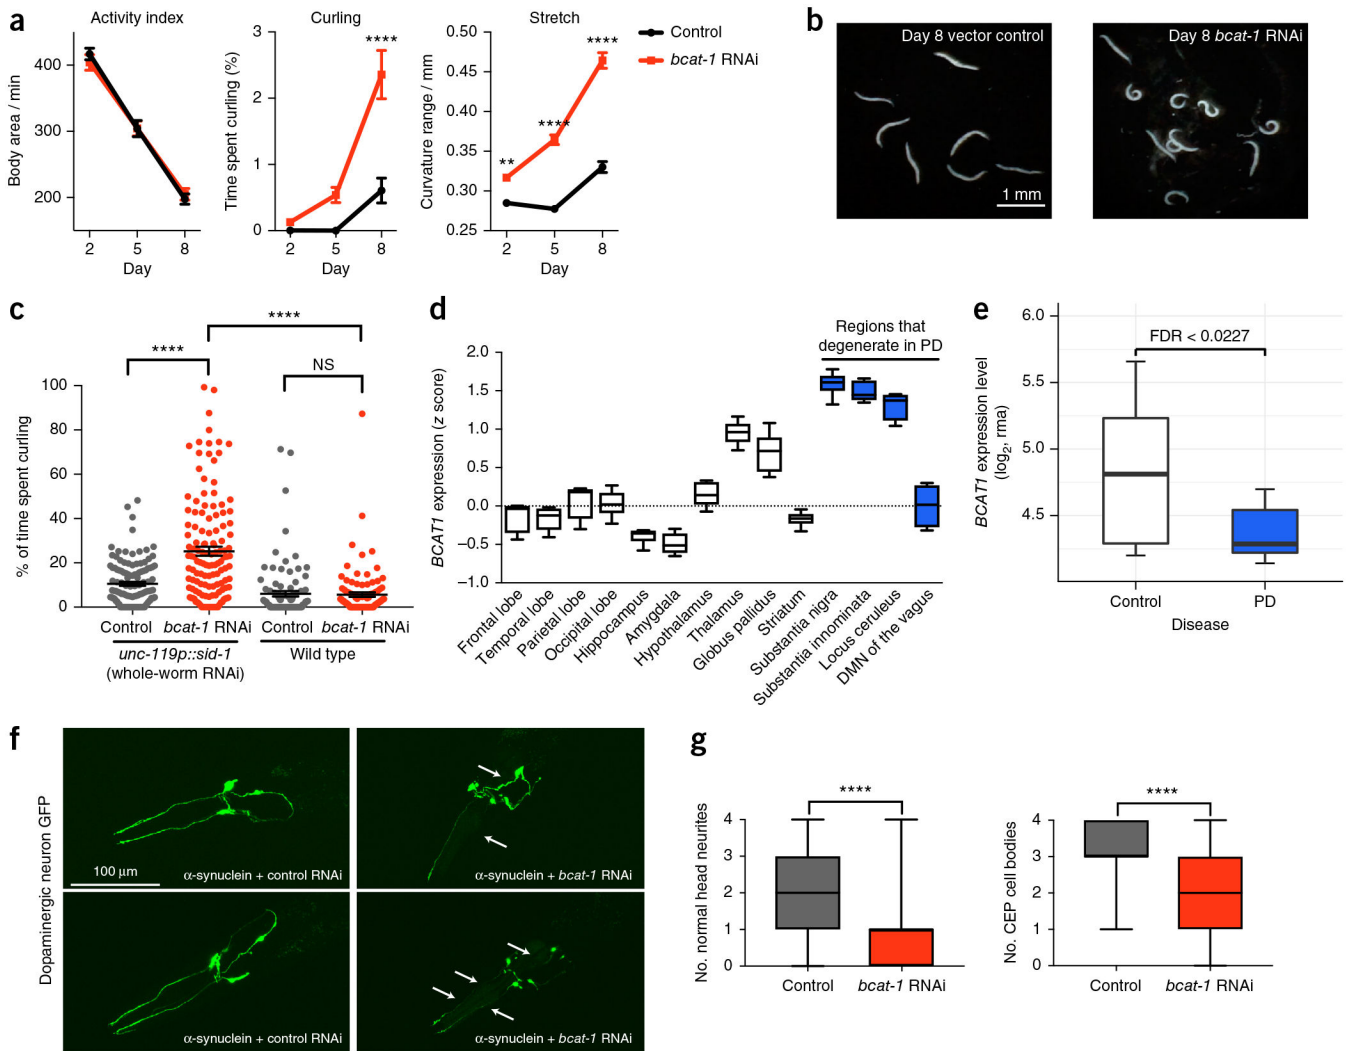 a
Activity index
Body area / min
400
300
200
2 5 8
Day
Curling
Time spent curling (%)
3
2
1
0
****
2 5 8
Day
Stretch
Curvature range / mm
0.50
0.45
0.40
0.35
0.30
0.25
**
****
****
2 5 8
Day
Control
bcat-1 RNAi
b
Day 8 vector control
1 mm
Day 8 bcat-1 RNAi
c
% of time spent curling
100
80
60
40
20
0
****
****
NS
Control bcat-1 RNAi Control bcat-1 RNAi
unc-119p::sid-1
(whole-worm RNAi)
Wild type
d
BCAT1 expression (z score)
2.0
1.0
0.5
0.0
−0.5
−1.0
Regions that
degenerate in PD
Frontal lobe
Temporal lobe
Parietal lobe
Occipital lobe
Hippocampus
Amygdala
Hypothalamus
Thalamus
Globus pallidus
Striatum
Substantia nigra
Substantia innominata
Locus ceruleus
DMN of the vagus
e
BCAT1 expression level
(log2, rma)
6.0
5.5
5.0
4.5
FDR < 0.0227
Control PD
Disease
f
Dopaminergic neuron GFP
100 µm
α-synuclein + control RNAi
α-synuclein + bcat-1 RNAi
α-synuclein + control RNAi
α-synuclein + bcat-1 RNAi
g
No. normal head neurites
4
3
2
1
0
****
Control bcat-1 RNAi
No. CEP cell bodies
4
3
2
1
0
****
Control bcat-1 RNAi